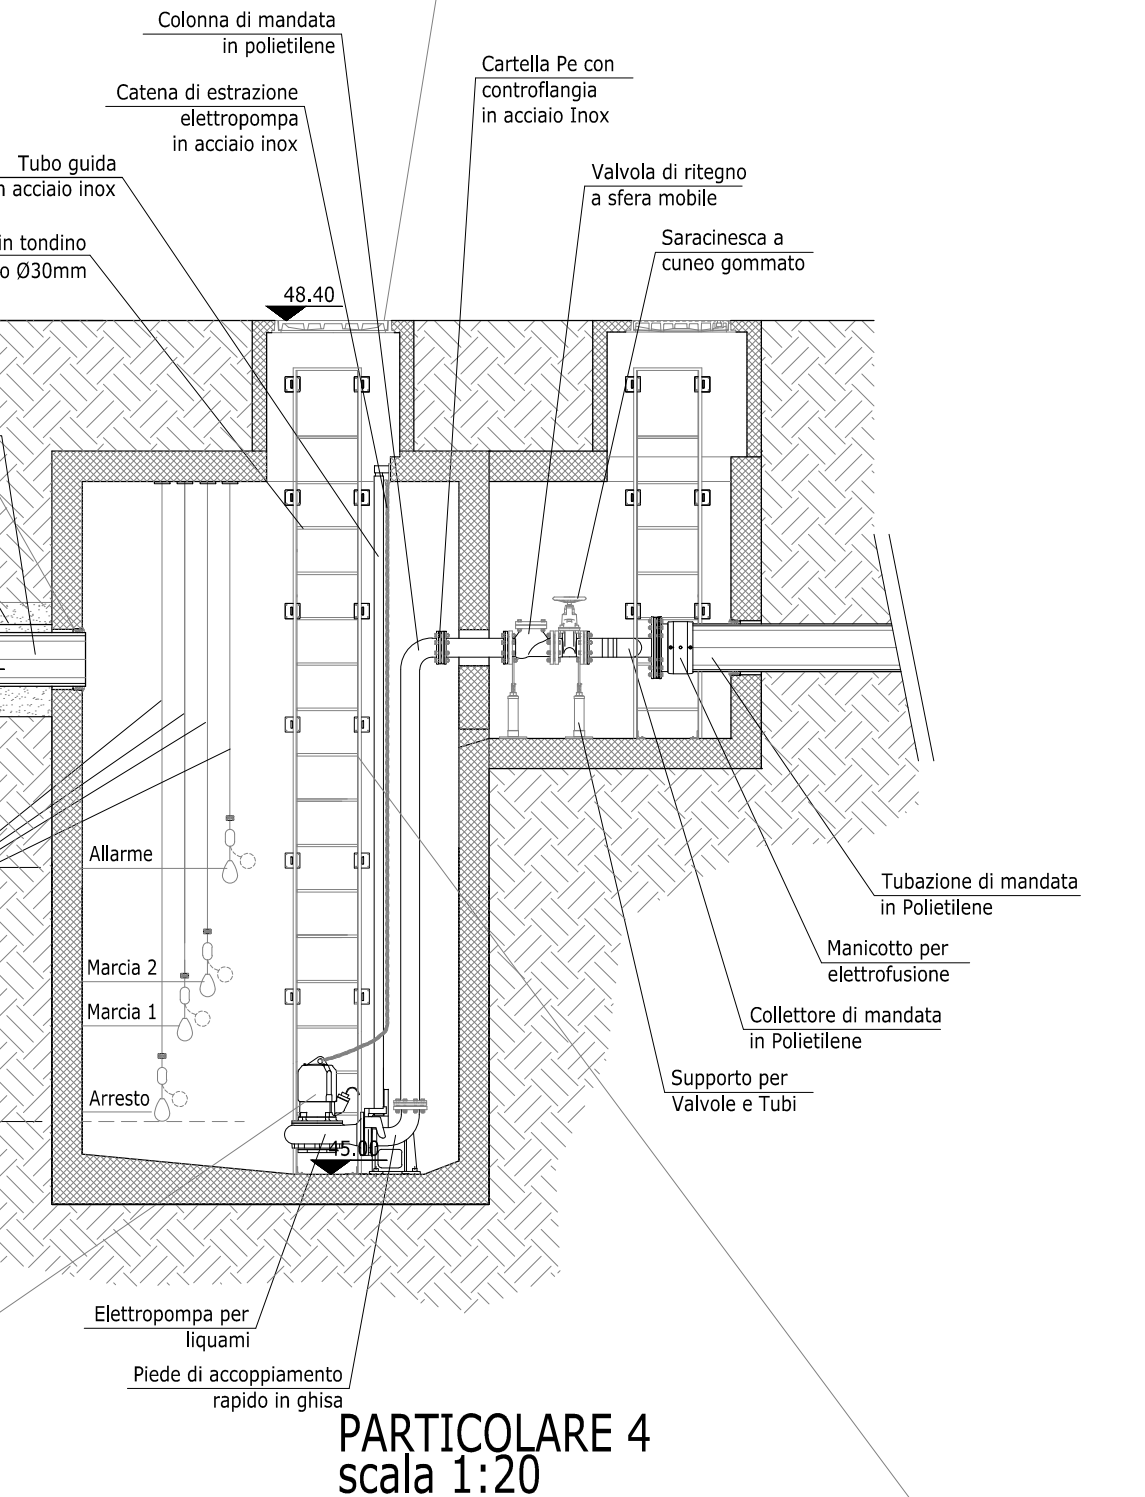 Colonna di mandata
in polietilene
Cartella Pe con
controflangia
in acciaio Inox
Catena di estrazione
elettropompa
in acciaio inox
Tubo guida
acciaio inox
Valvola di ritegno
a sfera mobile
in tondino
Ø30mm
Saracinesca a
cuneo gommato
48.40
Allarme
Marcia 2
Marcia 1
Arresto
45.00
Tubazione di mandata
in Polietilene
Manicotto per
elettrofusione
Collettore di mandata
in Polietilene
Supporto per
Valvole e Tubi
Elettropompa per
liquami
Piede di accoppiamento
rapido in ghisa
PARTICOLARE 4
scala 1:20